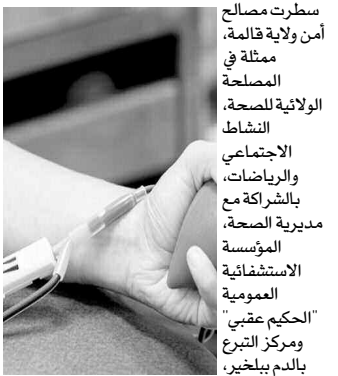 سطرت مصالح
أمن ولاية قالمة،
ممثلة في
المصلحة
الولائية للصحة،
النشاط
الاجتماعي
والرياضات،
بالشراكة مع
مديرية الصحة،
المؤسسة
الاستشفائية
العمومية
"الحكيم عقبي"
ومركز التبرع
بالدم ببلخير،